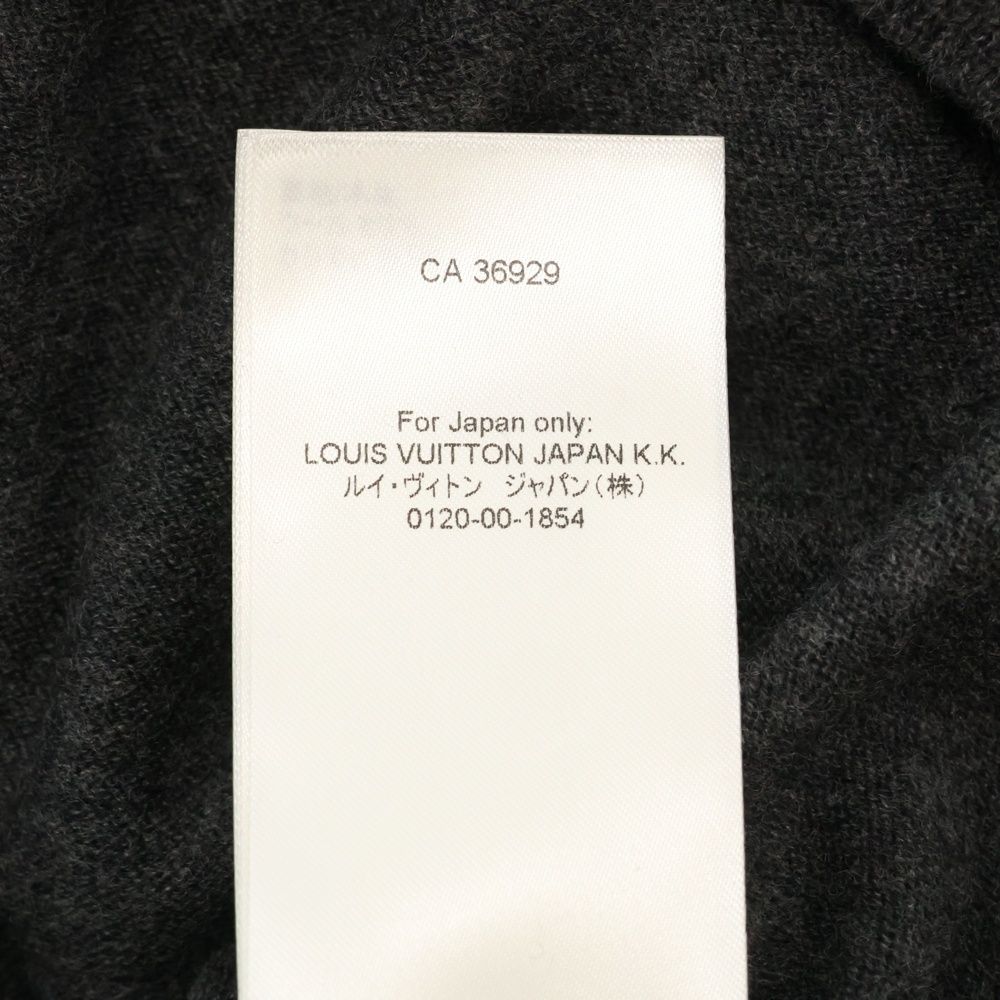 CA 36929
For Japan only:
LOUIS VUITTON JAPAN K.K.
ルイ・ヴィトン ジャパン(株)
0120-00-1854